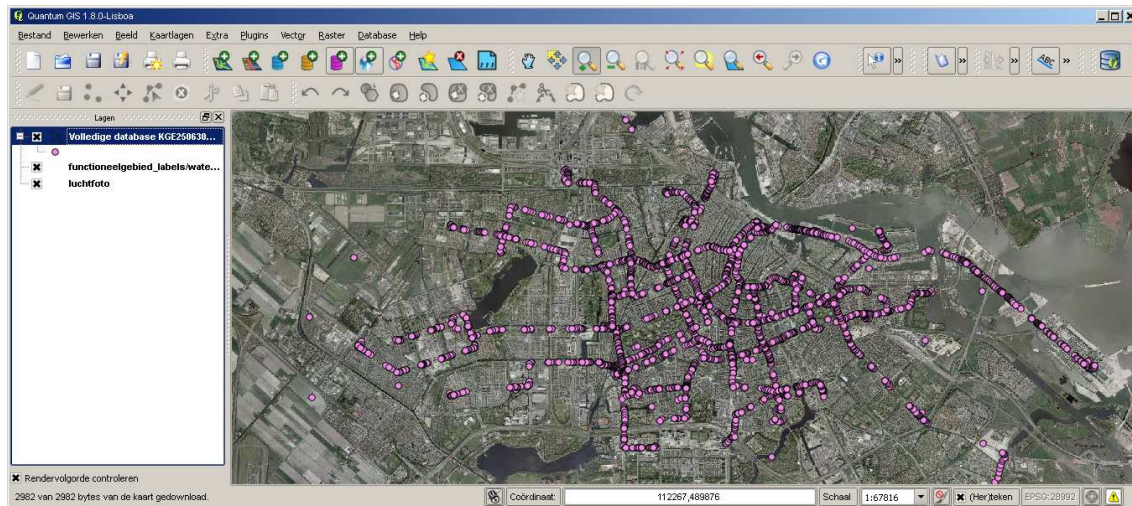 Quantum GIS 1.8.0-Lisboa
Bestand Bewerken Beeld Kaartlagen Extra Plugins Vector Raster Database Help
Lagen
Volledige database KGE250630...
functioneelgebied_labels/wate...
luchtfoto
Rendervolgorde controleren
2982 van 2982 bytes van de kaart gedownload.
Coördinaat:
112267,489876
Schaal
1:67816
(Her)teken
EPSG:28992